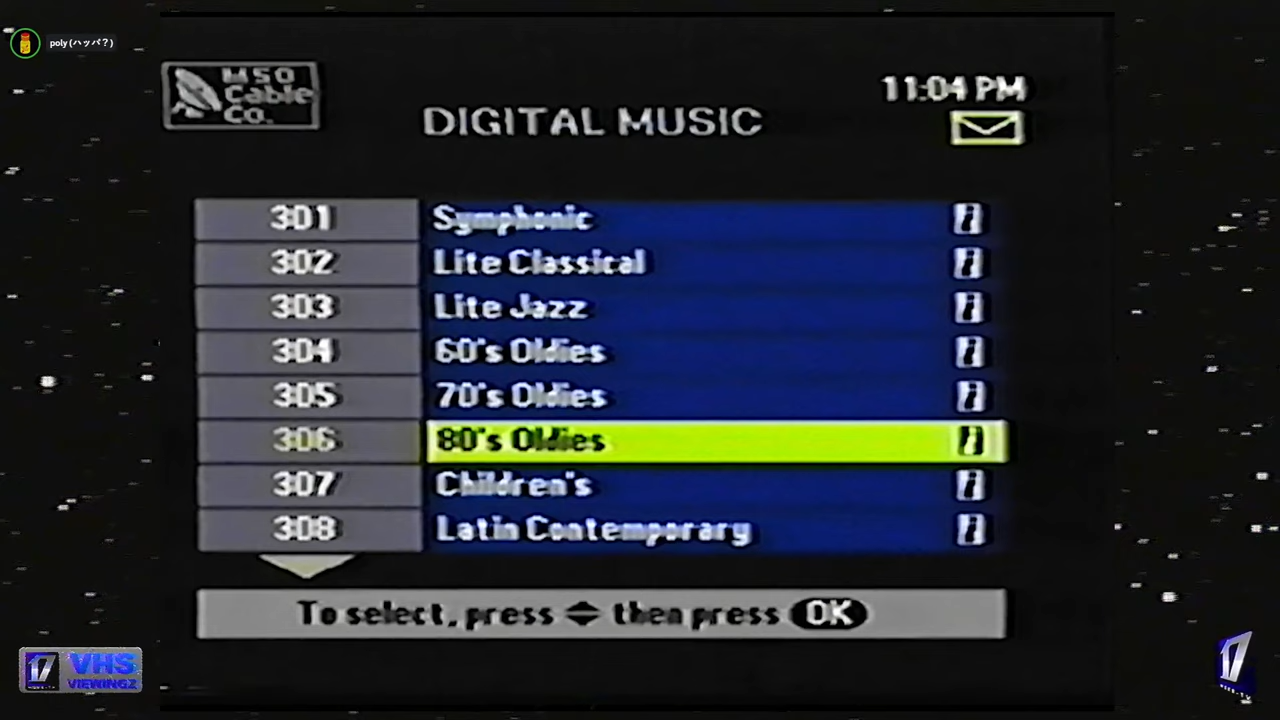 poly (ハッパ？)
MSO
Cable
CO.
11:04 PM
DIGITAL MUSIC
301 Symphonic
302 Lite Classical
303 Lite Jazz
304 60's Oldies
305 70's Oldies
306 80's Oldies
307 Children's
308 Latin Contemporary
To select, press then press OK
17 VHS
VIEWINGZ
17